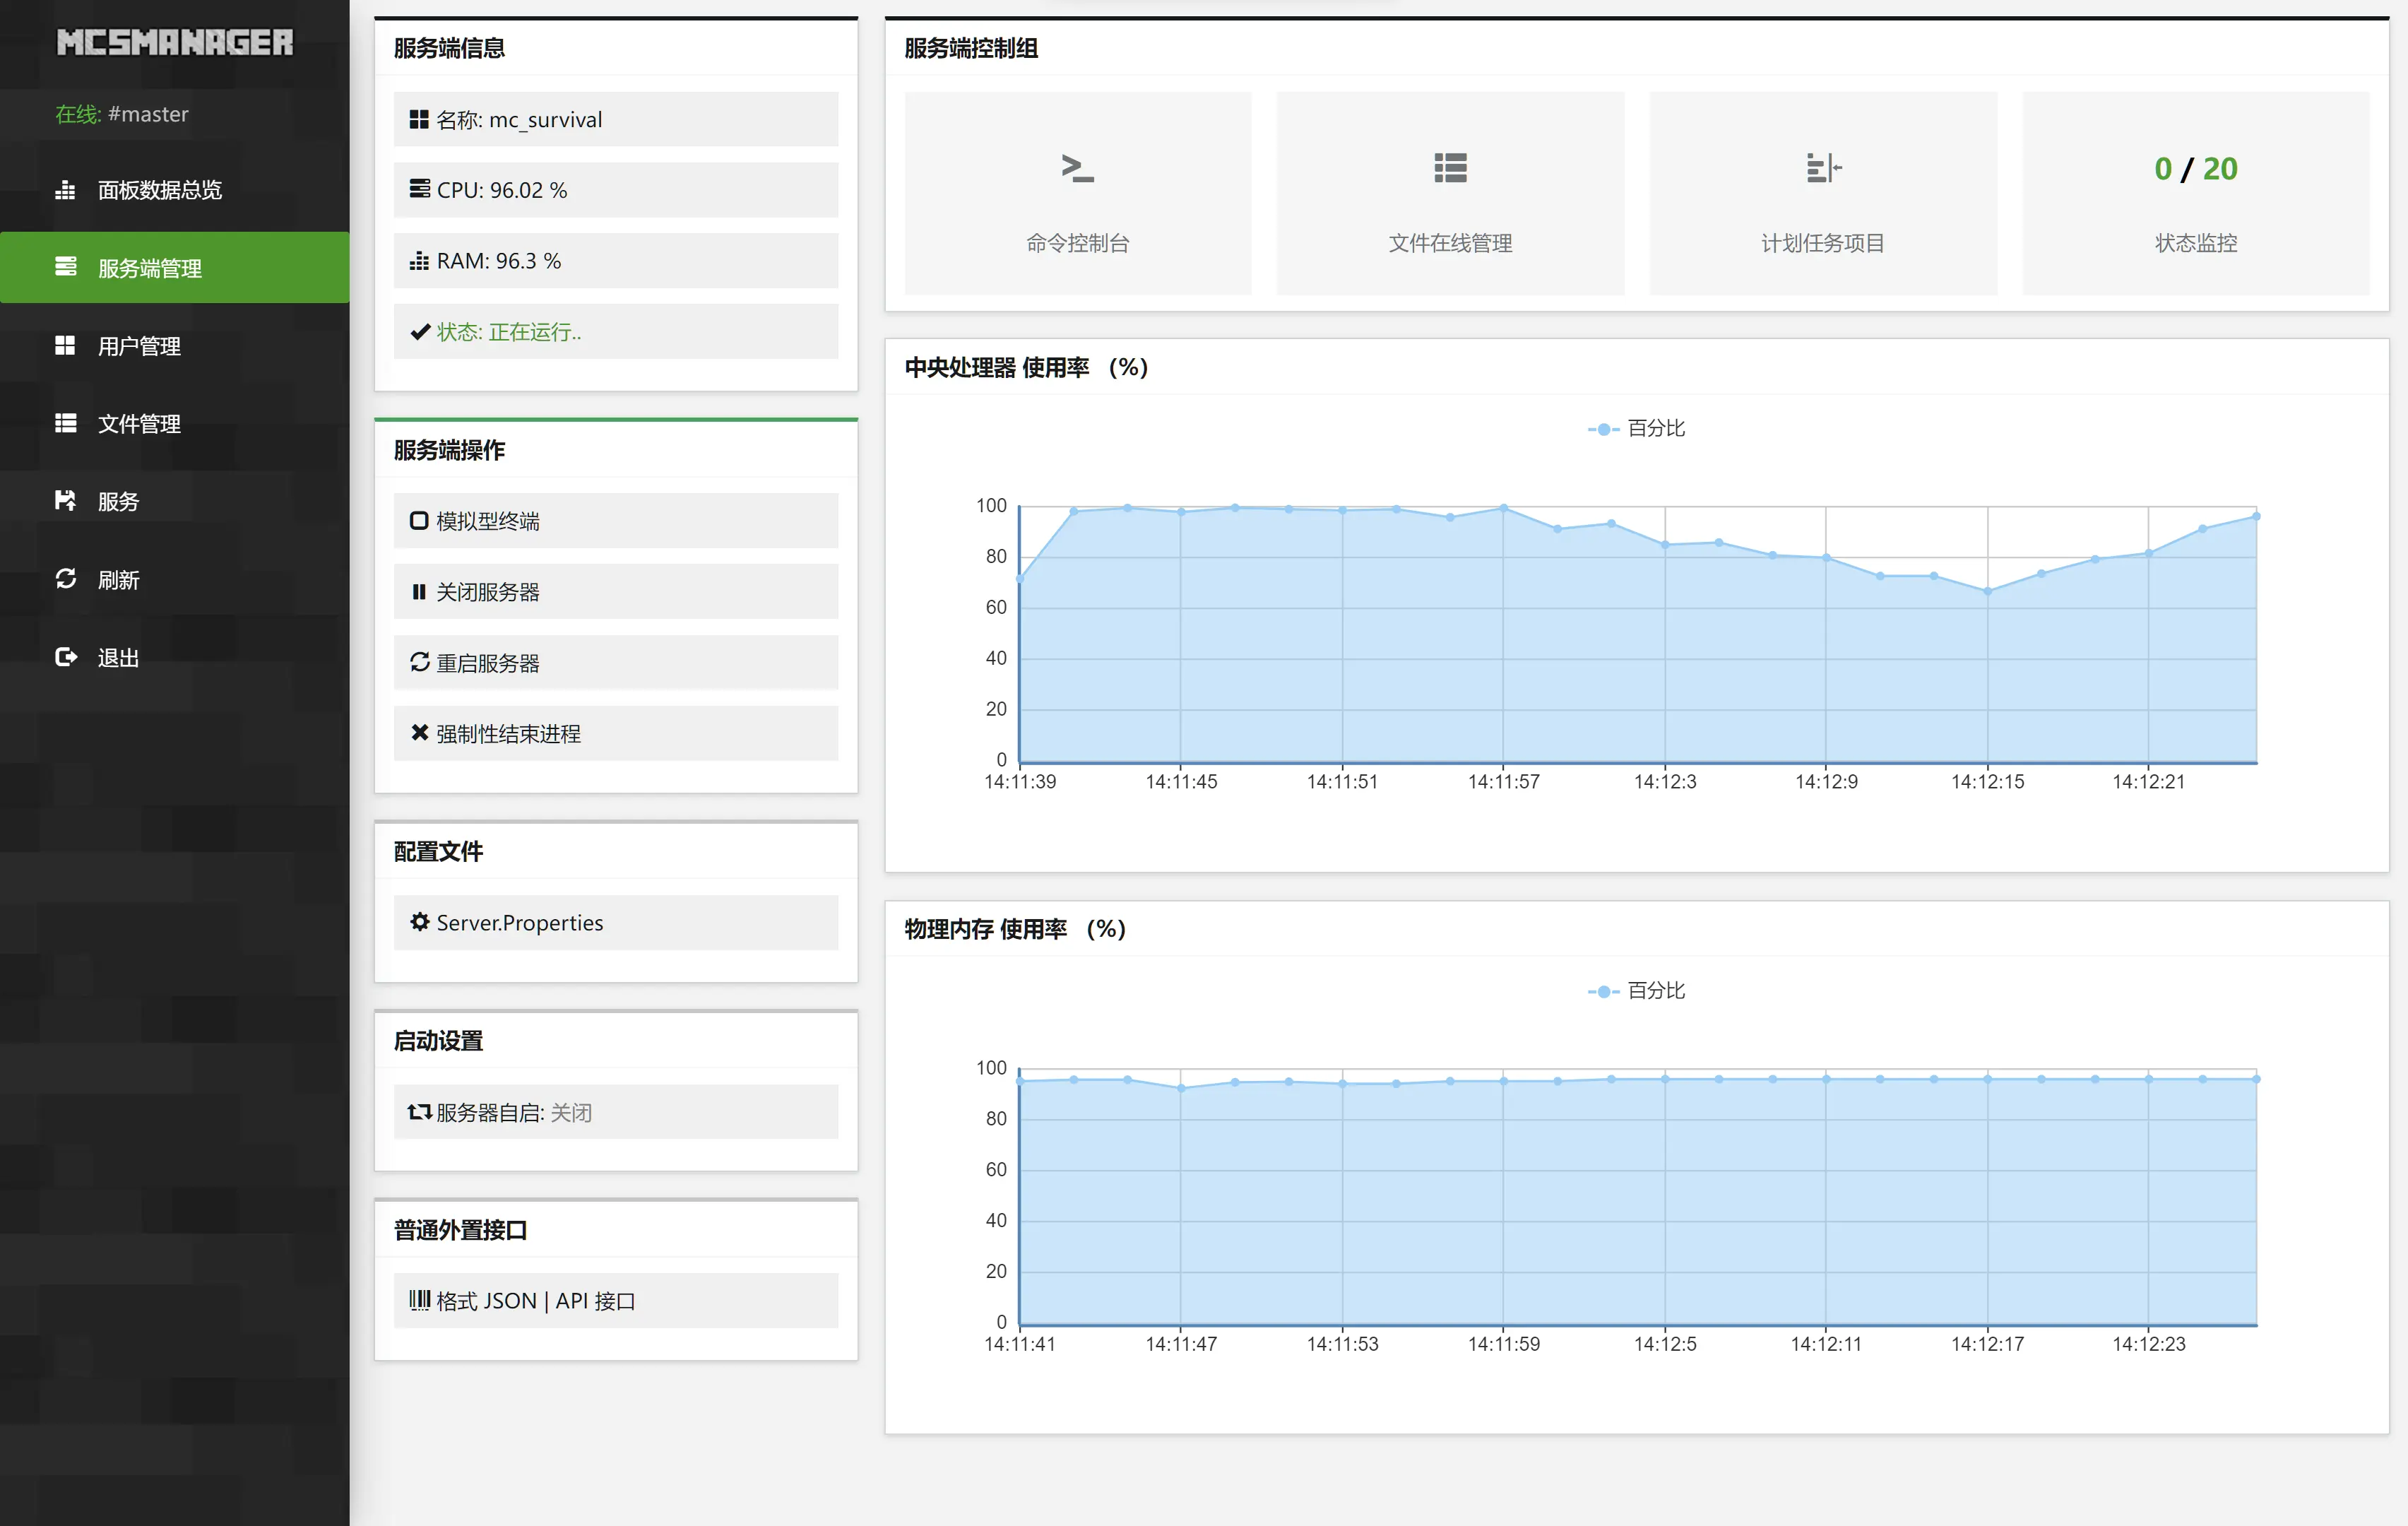 MCSMANAGER
在线: #master
面板数据总览
服务端管理
用户管理
文件管理
服务
刷新
退出
服务端信息
名称: mc_survival
CPU: 96.02 %
RAM: 96.3 %
状态: 正在运行..
服务端操作
模拟型终端
关闭服务器
重启服务器
强制性结束进程
配置文件
Server.Properties
启动设置
服务器自启: 关闭
普通外置接口
格式 JSON | API 接口
服务端控制组
命令控制台
文件在线管理
计划任务项目
0 / 20
状态监控
中央处理器 使用率 （%）
百分比
100
80
60
40
20
0
14:11:39 14:11:45 14:11:51 14:11:57 14:12:3 14:12:9 14:12:15 14:12:21
物理内存 使用率 （%）
百分比
100
80
60
40
20
0
14:11:41 14:11:47 14:11:53 14:11:59 14:12:5 14:12:11 14:12:17 14:12:23